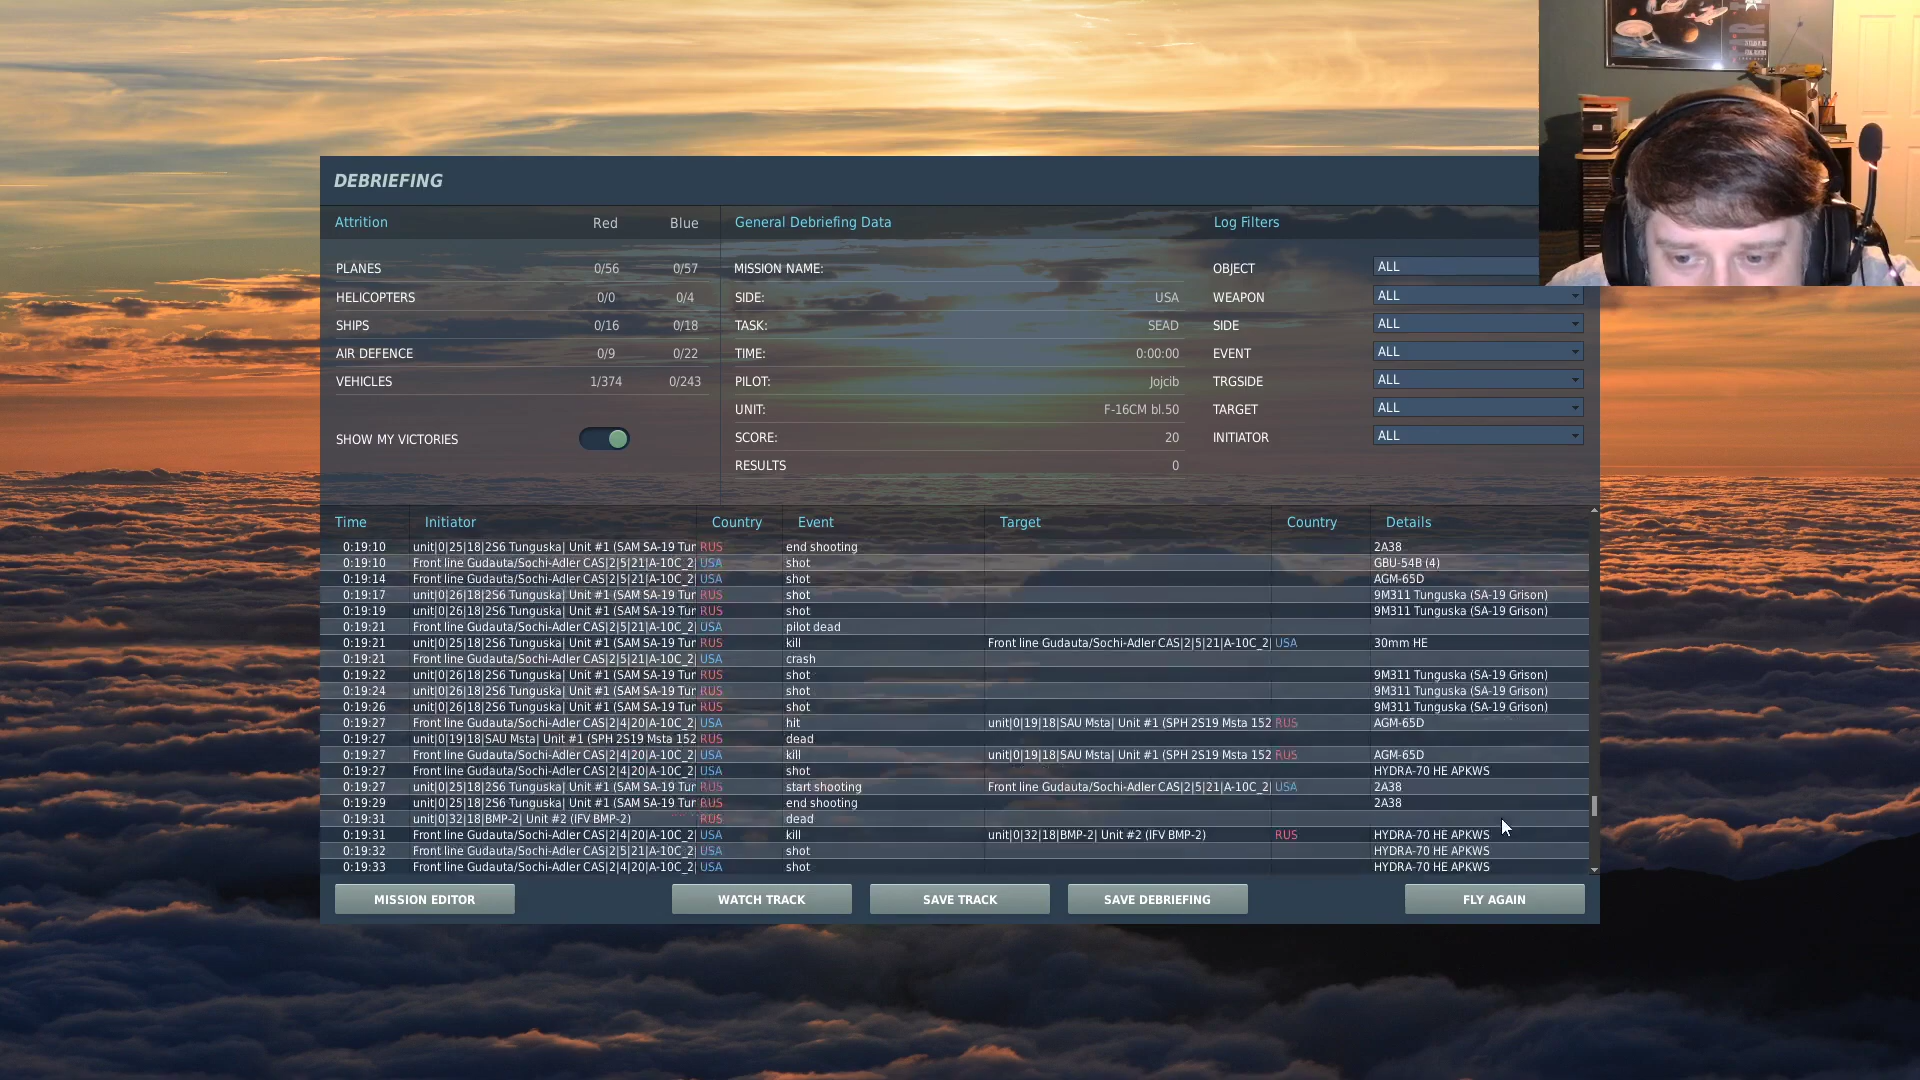 DEBRIEFING
Attrition Red Blue
PLANES 0/56 0/57
HELICOPTERS 0/0 0/4
SHIPS 0/16 0/18
AIR DEFENCE 0/9 0/22
VEHICLES 1/374 0/243
SHOW MY VICTORIES
General Debriefing Data
MISSION NAME:
SIDE: USA
TASK: SEAD
TIME: 0:00:00
PILOT: Jojcib
UNIT: F-16CM bl.50
SCORE: 20
RESULTS 0
Log Filters
OBJECT ALL
WEAPON ALL
SIDE ALL
EVENT ALL
TRGSIDE ALL
TARGET ALL
INITIATOR ALL
Time Initiator Country Event Target Country Details
0:19:10 unit|0|25|18|2S6 Tunguska| Unit #1 (SAM SA-19 Tur RUS end shooting 2A38
0:19:10 Front line Gudauta/Sochi-Adler CAS|2|5|21|A-10C_2| USA shot GBU-54B (4)
0:19:14 Front line Gudauta/Sochi-Adler CAS|2|5|21|A-10C_2| USA shot AGM-65D
0:19:17 unit|0|26|18|2S6 Tunguska| Unit #1 (SAM SA-19 Tur RUS shot 9M311 Tunguska (SA-19 Grison)
0:19:19 unit|0|26|18|2S6 Tunguska| Unit #1 (SAM SA-19 Tur RUS shot 9M311 Tunguska (SA-19 Grison)
0:19:21 Front line Gudauta/Sochi-Adler CAS|2|5|21|A-10C_2| USA pilot dead
0:19:21 unit|0|25|18|2S6 Tunguska| Unit #1 (SAM SA-19 Tur RUS kill Front line Gudauta/Sochi-Adler CAS|2|5|21|A-10C_2| USA 30mm HE
0:19:21 Front line Gudauta/Sochi-Adler CAS|2|5|21|A-10C_2| USA crash
0:19:22 unit|0|26|18|2S6 Tunguska| Unit #1 (SAM SA-19 Tur RUS shot 9M311 Tunguska (SA-19 Grison)
0:19:24 unit|0|26|18|2S6 Tunguska| Unit #1 (SAM SA-19 Tur RUS shot 9M311 Tunguska (SA-19 Grison)
0:19:26 unit|0|26|18|2S6 Tunguska| Unit #1 (SAM SA-19 Tur RUS shot 9M311 Tunguska (SA-19 Grison)
0:19:27 Front line Gudauta/Sochi-Adler CAS|2|4|20|A-10C_2| USA hit unit|0|19|18|SAU Msta| Unit #1 (SPH 2S19 Msta 152 RUS AGM-65D
0:19:27 unit|0|19|18|SAU Msta| Unit #1 (SPH 2S19 Msta 152 RUS dead
0:19:27 Front line Gudauta/Sochi-Adler CAS|2|4|20|A-10C_2| USA kill unit|0|19|18|SAU Msta| Unit #1 (SPH 2S19 Msta 152 RUS AGM-65D
0:19:27 Front line Gudauta/Sochi-Adler CAS|2|4|20|A-10C_2| USA shot HYDRA-70 HE APKWS
0:19:27 unit|0|25|18|2S6 Tunguska| Unit #1 (SAM SA-19 Tur RUS start shooting Front line Gudauta/Sochi-Adler CAS|2|5|21|A-10C_2| USA 2A38
0:19:29 unit|0|25|18|2S6 Tunguska| Unit #1 (SAM SA-19 Tur RUS end shooting 2A38
0:19:31 unit|0|32|18|BMP-2| Unit #2 (IFV BMP-2) RUS dead
0:19:31 Front line Gudauta/Sochi-Adler CAS|2|4|20|A-10C_2| USA kill unit|0|32|18|BMP-2| Unit #2 (IFV BMP-2) RUS HYDRA-70 HE APKWS
0:19:32 Front line Gudauta/Sochi-Adler CAS|2|5|21|A-10C_2| USA shot HYDRA-70 HE APKWS
0:19:33 Front line Gudauta/Sochi-Adler CAS|2|4|20|A-10C_2| USA shot HYDRA-70 HE APKWS
MISSION EDITOR WATCH TRACK SAVE TRACK SAVE DEBRIEFING FLY AGAIN